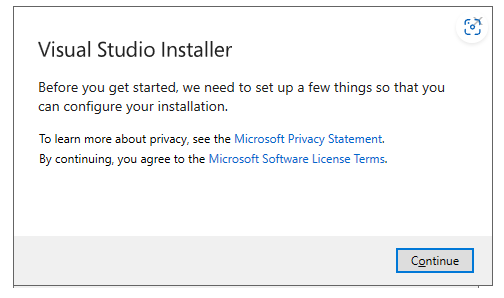 Visual Studio Installer
Before you get started, we need to set up a few things so that you
can configure your installation.
To learn more about privacy, see the Microsoft Privacy Statement.
By continuing, you agree to the Microsoft Software License Terms.
Continue